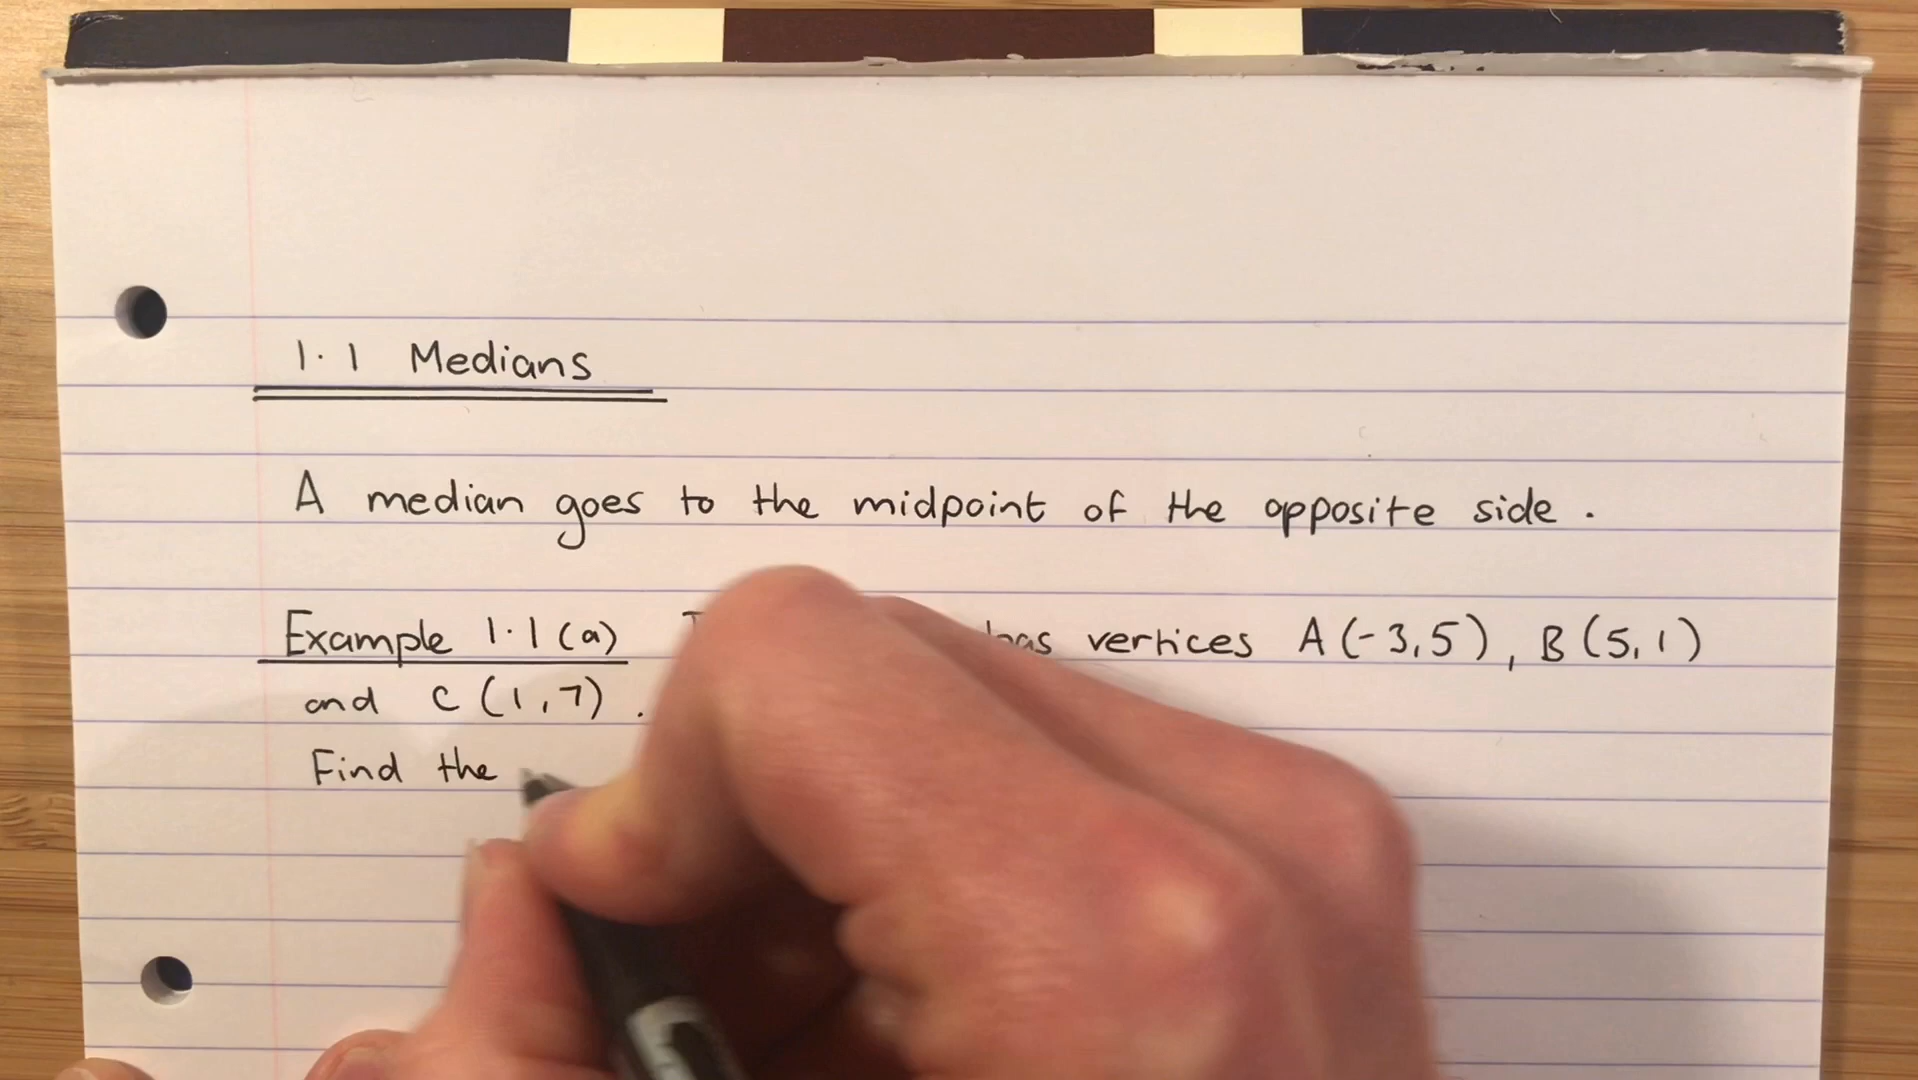 1.1 Medians
A median goes to the midpoint of the opposite side.
Example 1.1(a) has vertices A(-3,5), B(5,1)
and C(1,7).
Find the